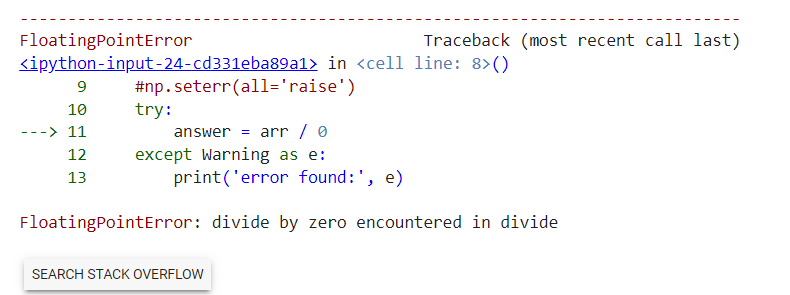 ---------------------------------------------------------------------------
FloatingPointError                        Traceback (most recent call last)
<ipython-input-24-cd331eba89a1> in <cell line: 8>()
      9     #np.seterr(all='raise')
     10     try:
---> 11         answer = arr / 0
     12     except Warning as e:
     13         print('error found:', e)
FloatingPointError: divide by zero encountered in divide
SEARCH STACK OVERFLOW